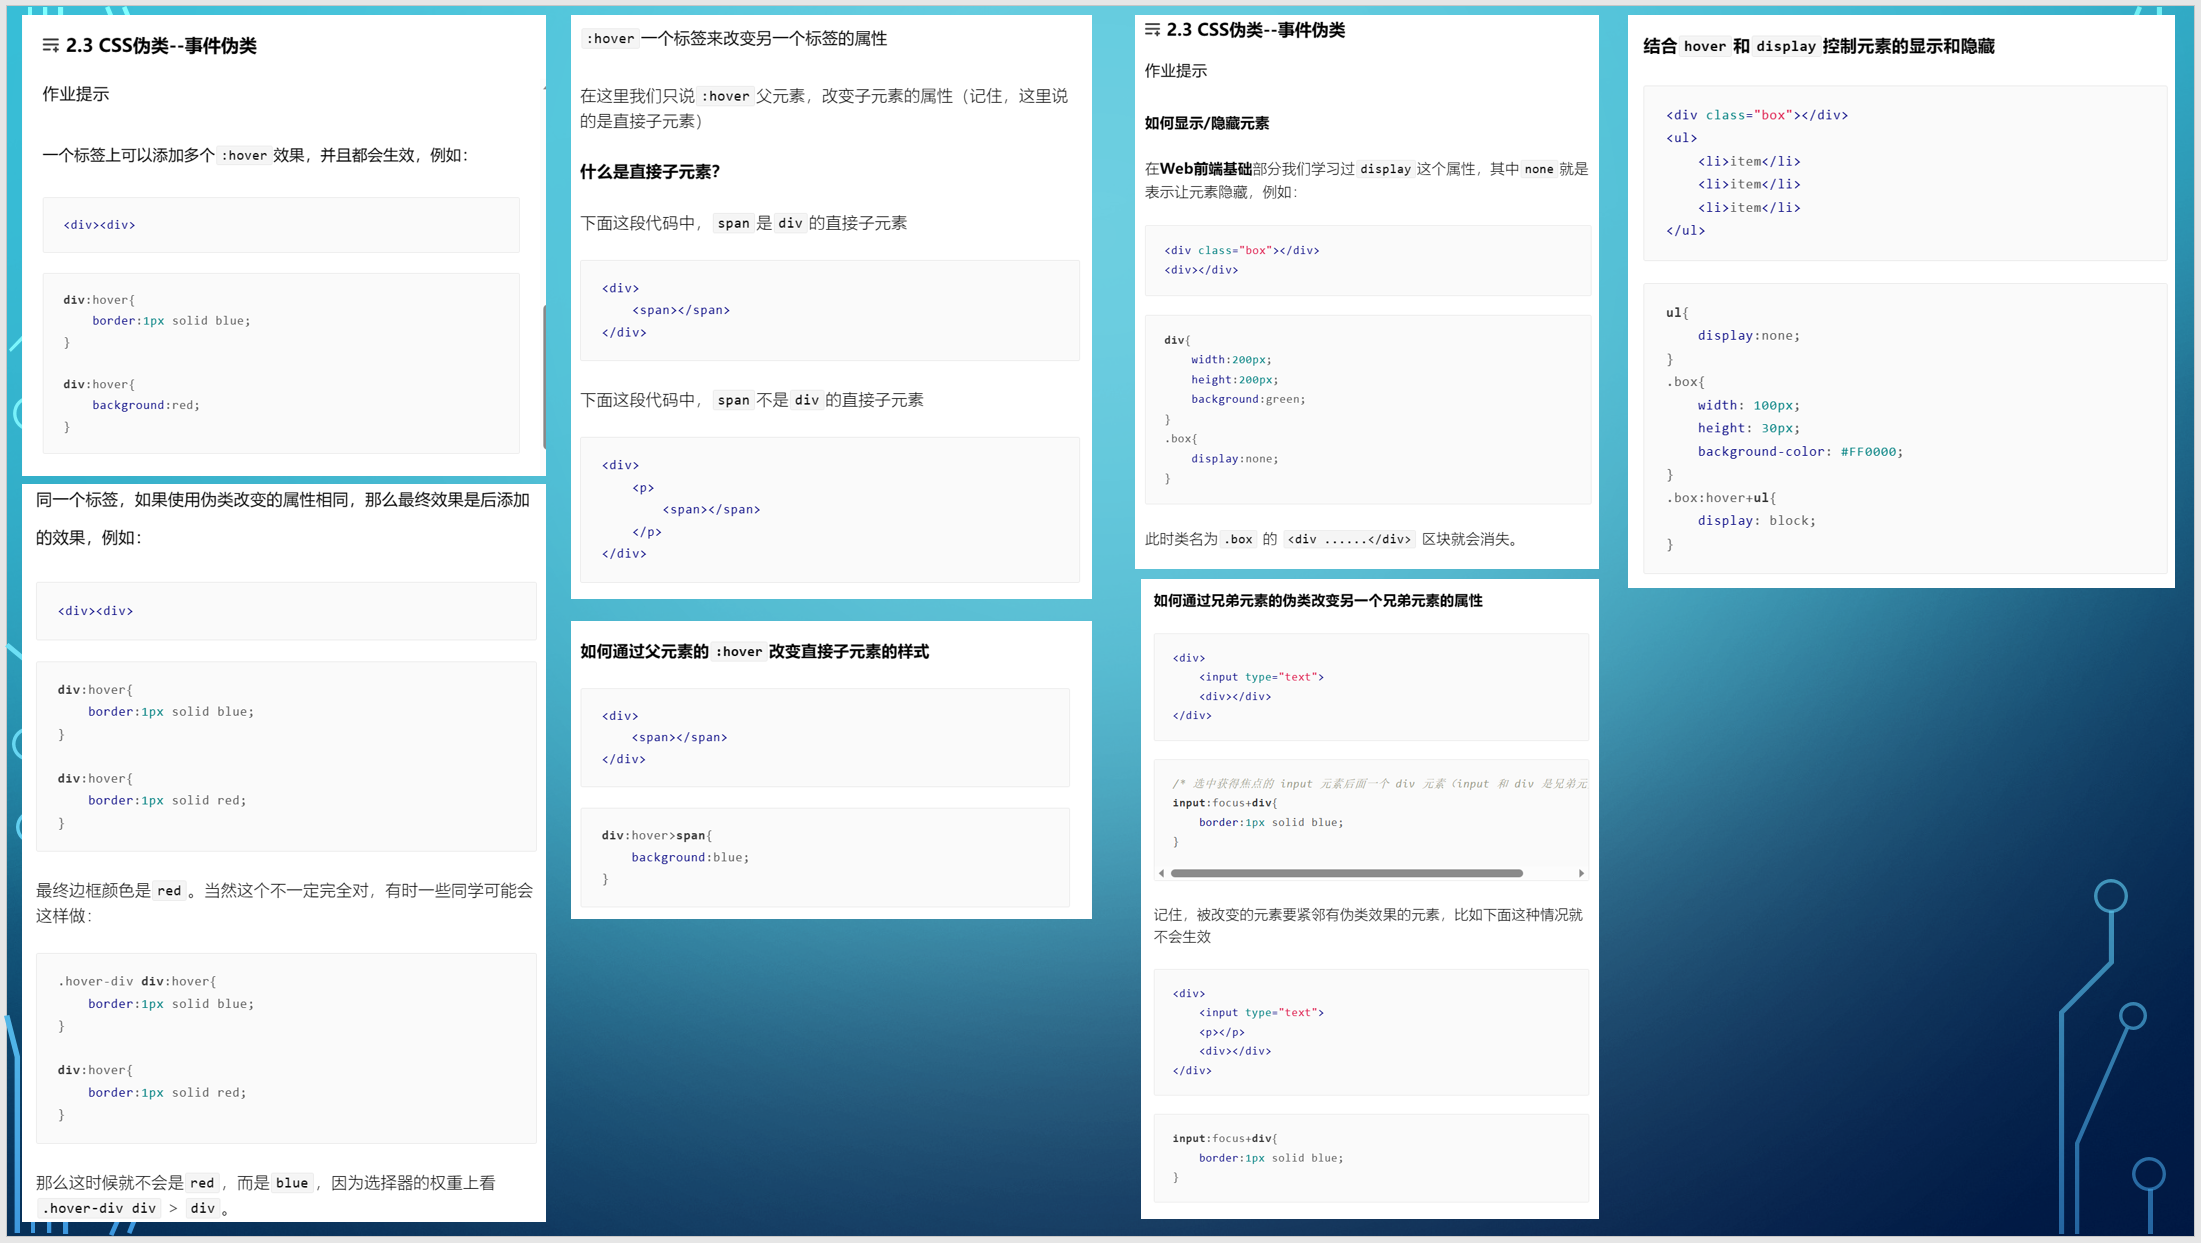 2.3 CSS伪类--事件伪类
作业提示
一个标签上可以添加多个 :hover 效果，并且都会生效，例如：
<div><div>
div:hover{
    border:1px solid blue;
}
div:hover{
    background:red;
}
同一个标签，如果使用伪类改变的属性相同，那么最终效果是后添加
的效果，例如：
<div><div>
div:hover{
    border:1px solid blue;
}
div:hover{
    border:1px solid red;
}
最终边框颜色是 red 。当然这个不一定完全对，有时一些同学可能会
这样做：
.hover-div div:hover{
    border:1px solid blue;
}
div:hover{
    border:1px solid red;
}
那么这时候就不会是 red ，而是 blue ，因为选择器的权重上看
.hover-div div > div 。
:hover 一个标签来改变另一个标签的属性
在这里我们只说 :hover 父元素，改变子元素的属性（记住，这里说
的是直接子元素）
什么是直接子元素？
下面这段代码中， span 是 div 的直接子元素
<div>
    <span></span>
</div>
下面这段代码中， span 不是 div 的直接子元素
<div>
    <p>
        <span></span>
    </p>
</div>
如何通过父元素的 :hover 改变直接子元素的样式
<div>
    <span></span>
</div>
div:hover>span{
    background:blue;
}
2.3 CSS伪类--事件伪类
作业提示
如何显示/隐藏元素
在Web前端基础部分我们学习过 display 这个属性，其中 none 就是
表示让元素隐藏，例如：
<div class="box"></div>
<div></div>
div{
    width:200px;
    height:200px;
    background:green;
}
.box{
    display:none;
}
此时类名为 .box 的 <div ......</div> 区块就会消失。
如何通过兄弟元素的伪类改变另一个兄弟元素的属性
<div>
    <input type="text">
    <div></div>
</div>
/* 选中获得焦点的 input 元素后面一个 div 元素（input 和 div 是兄弟元
input:focus+div{
    border:1px solid blue;
}
记住，被改变的元素要紧邻有伪类效果的元素，比如下面这种情况就
不会生效
<div>
    <input type="text">
    <p></p>
    <div></div>
</div>
input:focus+div{
    border:1px solid blue;
}
结合 hover 和 display 控制元素的显示和隐藏
<div class="box"></div>
<ul>
    <li>item</li>
    <li>item</li>
    <li>item</li>
</ul>
ul{
    display:none;
}
.box{
    width: 100px;
    height: 30px;
    background-color: #FF0000;
}
.box:hover+ul{
    display: block;
}